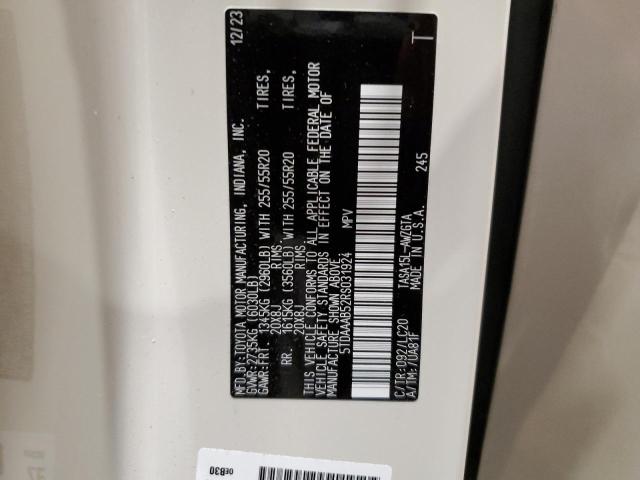 MFD.BY:TOYOTA MOTOR MANUFACTURING, INDIANA, INC. 12/23
GVWR:2735KG (6030LB)
GAWR:FRT. 1345KG (2960LB) WITH 255/55R20 TIRES,
20X8J RIMS,
RR. 1615KG (3560LB) WITH 255/55R20 TIRES,
20X8J RIMS.
THIS VEHICLE CONFORMS TO ALL APPLICABLE FEDERAL MOTOR
VEHICLE SAFETY STANDARDS IN EFFECT ON THE DATE OF
MANUFACTURE SHOWN ABOVE.
5TDAAAB52RS031924 MPV
C/TR:092/LC20 TASA15L-AWZGTA
A/TM:/UA81F MADE IN U.S.A. 245 T
0EB30